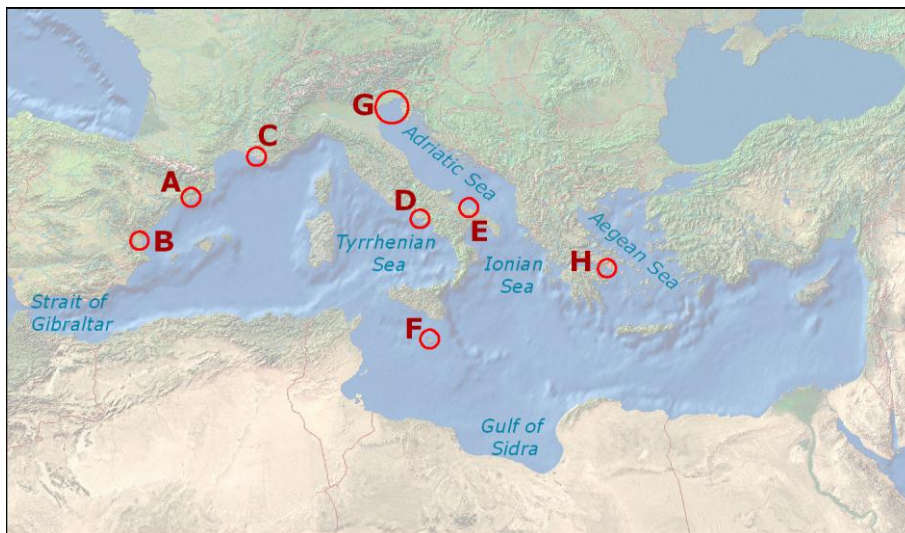 G
Adriatic Sea
C
A
B
D
E
Tyrrhenian
Sea
Aegean Sea
Ionian
Sea
H
Strait of
Gibraltar
F
Gulf of
Sidra